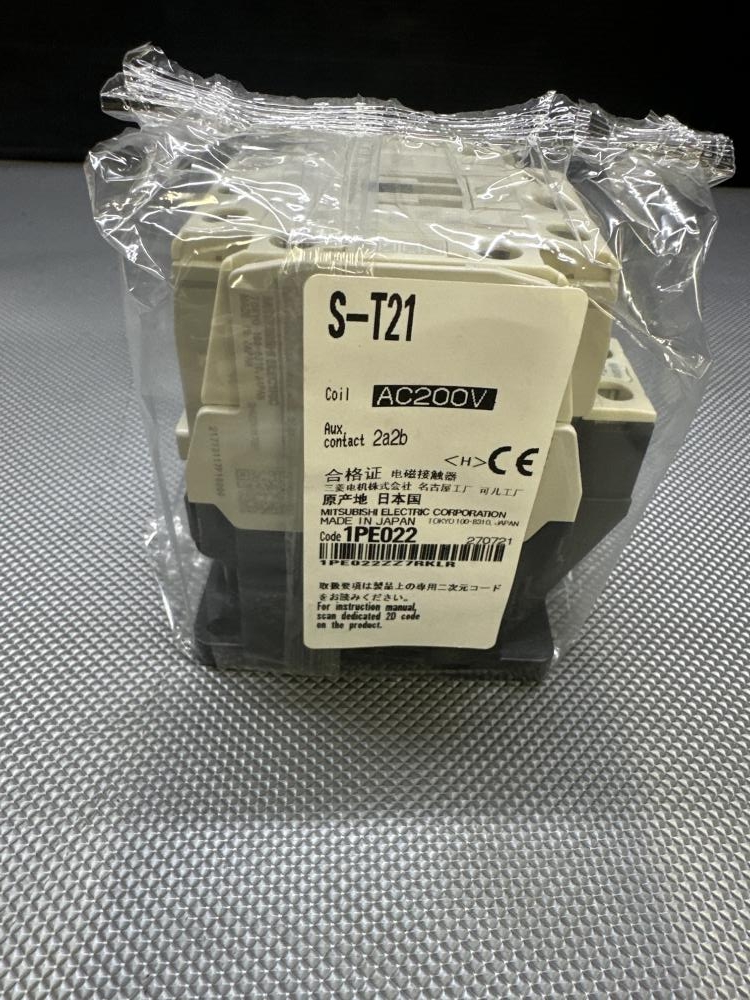 S-T21
Coil AC200V
Aux.
contact 2a2b
<H> CE
合格证 电磁接触器
三菱电机株式会社 名古屋工厂 可儿工厂
原产地 日本国
MITSUBISHI ELECTRIC CORPORATION
MADE IN JAPAN TOKYO 100-8310, JAPAN
Code 1PE022 270721
1PE022ZZ7RKLR
取扱要項は製品上の専用二次元コード
をお読みください。
For instruction manual,
scan dedicated 2D code
on the product.